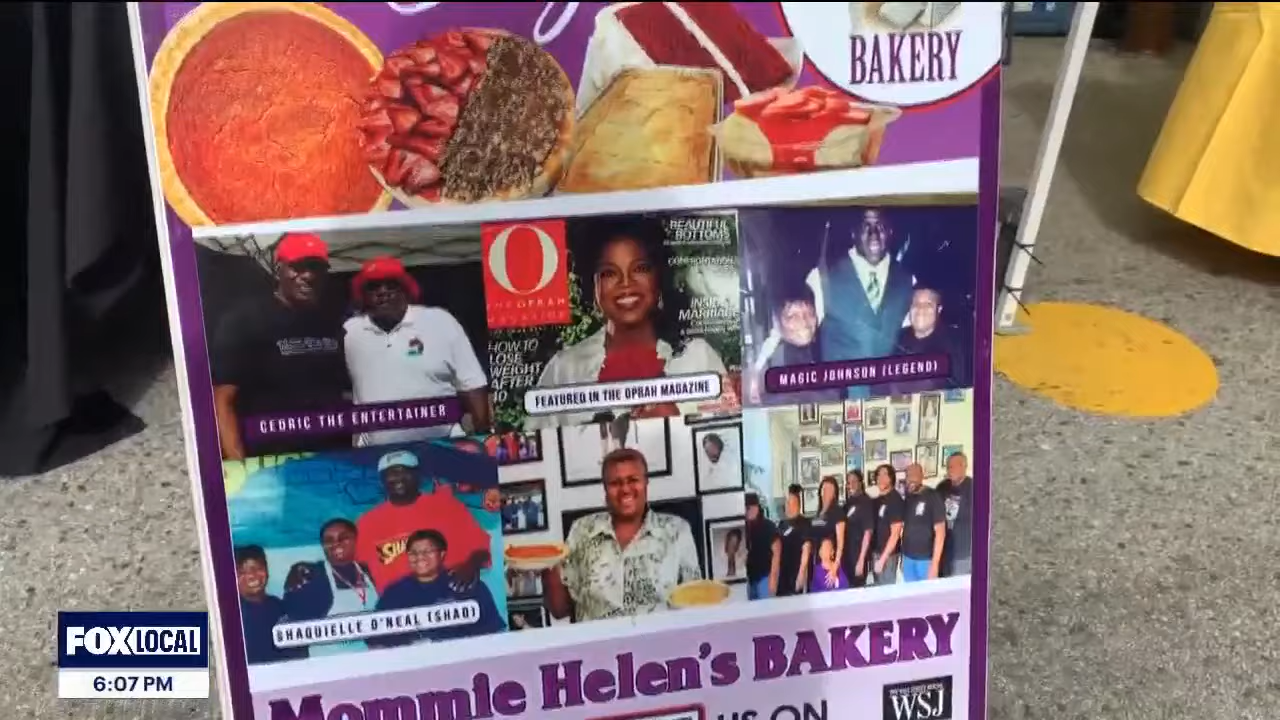 BAKERY
O
THE OPRAH
MAGAZINE
BEAUTIFUL
BOTTOMS
CONFRONTATION
INSIDE
MARRIAGE
HOW TO
LOSE
WEIGHT
AFTER
40
CEDRIC THE ENTERTAINER
FEATURED IN THE OPRAH MAGAZINE
MAGIC JOHNSON (LEGEND)
SHAQUIELLE O'NEAL (SHAQ)
Mommie Helen's BAKERY
US ON
WSJ
FOX LOCAL
6:07 PM